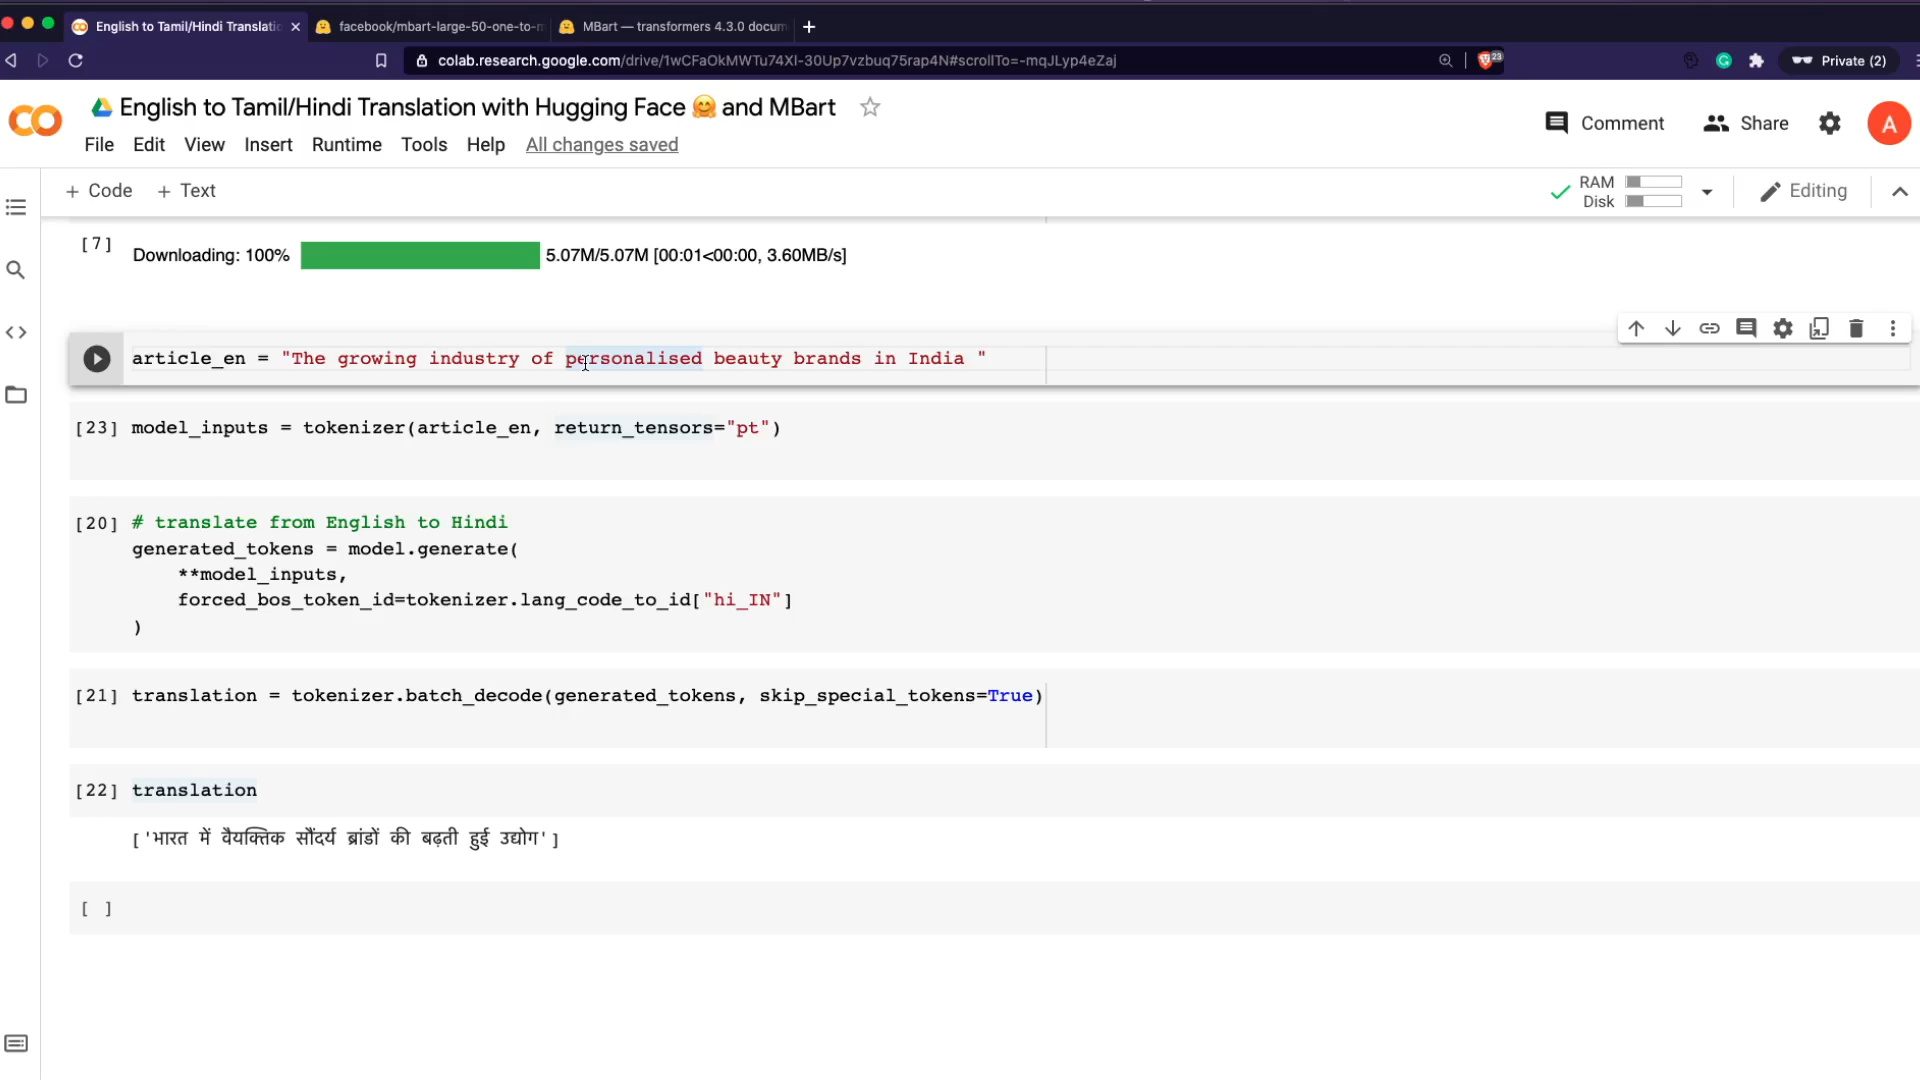 English to Tamil/Hindi Translati
facebook/mbart-large-50-one-to-m
MBart — transformers 4.3.0 docum
colab.research.google.com/drive/1wCFaOkMWTu74XI-30Up7vzbuq75rap4N#scrollTo=-mqJLyp4eZaj
23
Private (2)
English to Tamil/Hindi Translation with Hugging Face 🤗 and MBart
Comment
Share
A
File Edit View Insert Runtime Tools Help All changes saved
+ Code + Text
RAM
Disk
Editing
[7] Downloading: 100% 5.07M/5.07M [00:01<00:00, 3.60MB/s]
article_en = "The growing industry of personalised beauty brands in India "
[23] model_inputs = tokenizer(article_en, return_tensors="pt")
[20] # translate from English to Hindi
generated_tokens = model.generate(
**model_inputs,
forced_bos_token_id=tokenizer.lang_code_to_id["hi_IN"]
)
[21] translation = tokenizer.batch_decode(generated_tokens, skip_special_tokens=True)
[22] translation
['भारत में वैयक्तिक सौंदर्य ब्रांडों की बढ़ती हुई उद्योग']
[ ]